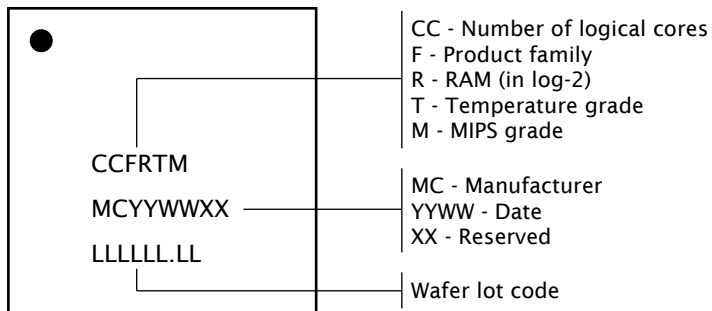 CC - Number of logical cores
F - Product family
R - RAM (in log-2)
T - Temperature grade
M - MIPS grade
CCFRTM
MCYYWWXX
LLLLLL.LL
MC - Manufacturer
YYWW - Date
XX - Reserved
Wafer lot code